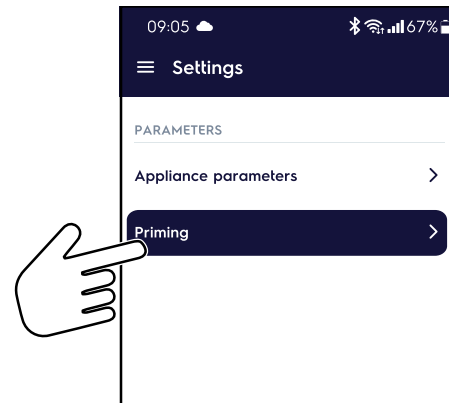 09:05 67%
Settings
PARAMETERS
Appliance parameters
Priming